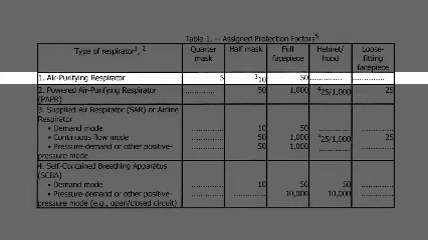 Table 1. -- Assigned Protection Factors⁵
Type of respirator¹, ² Quarter mask Half mask Full facepiece Helmet/hood Loose-fitting facepiece
1. Air-Purifying Respirator 5 ³10 50 .............. ..............
2. Powered Air-Purifying Respirator (PAPR) .............. 50 1,000 ⁴25/1,000 25
3. Supplied-Air Respirator (SAR) or Airline Respirator
• Demand mode .............. 10 50 .............. ..............
• Continuous flow mode .............. 50 1,000 ⁴25/1,000 25
• Pressure-demand or other positive-pressure mode .............. 50 1,000 .............. ..............
4. Self-Contained Breathing Apparatus (SCBA)
• Demand mode .............. 10 50 50 ..............
• Pressure-demand or other positive-pressure mode (e.g., open/closed circuit) .............. .............. 10,000 10,000 ..............